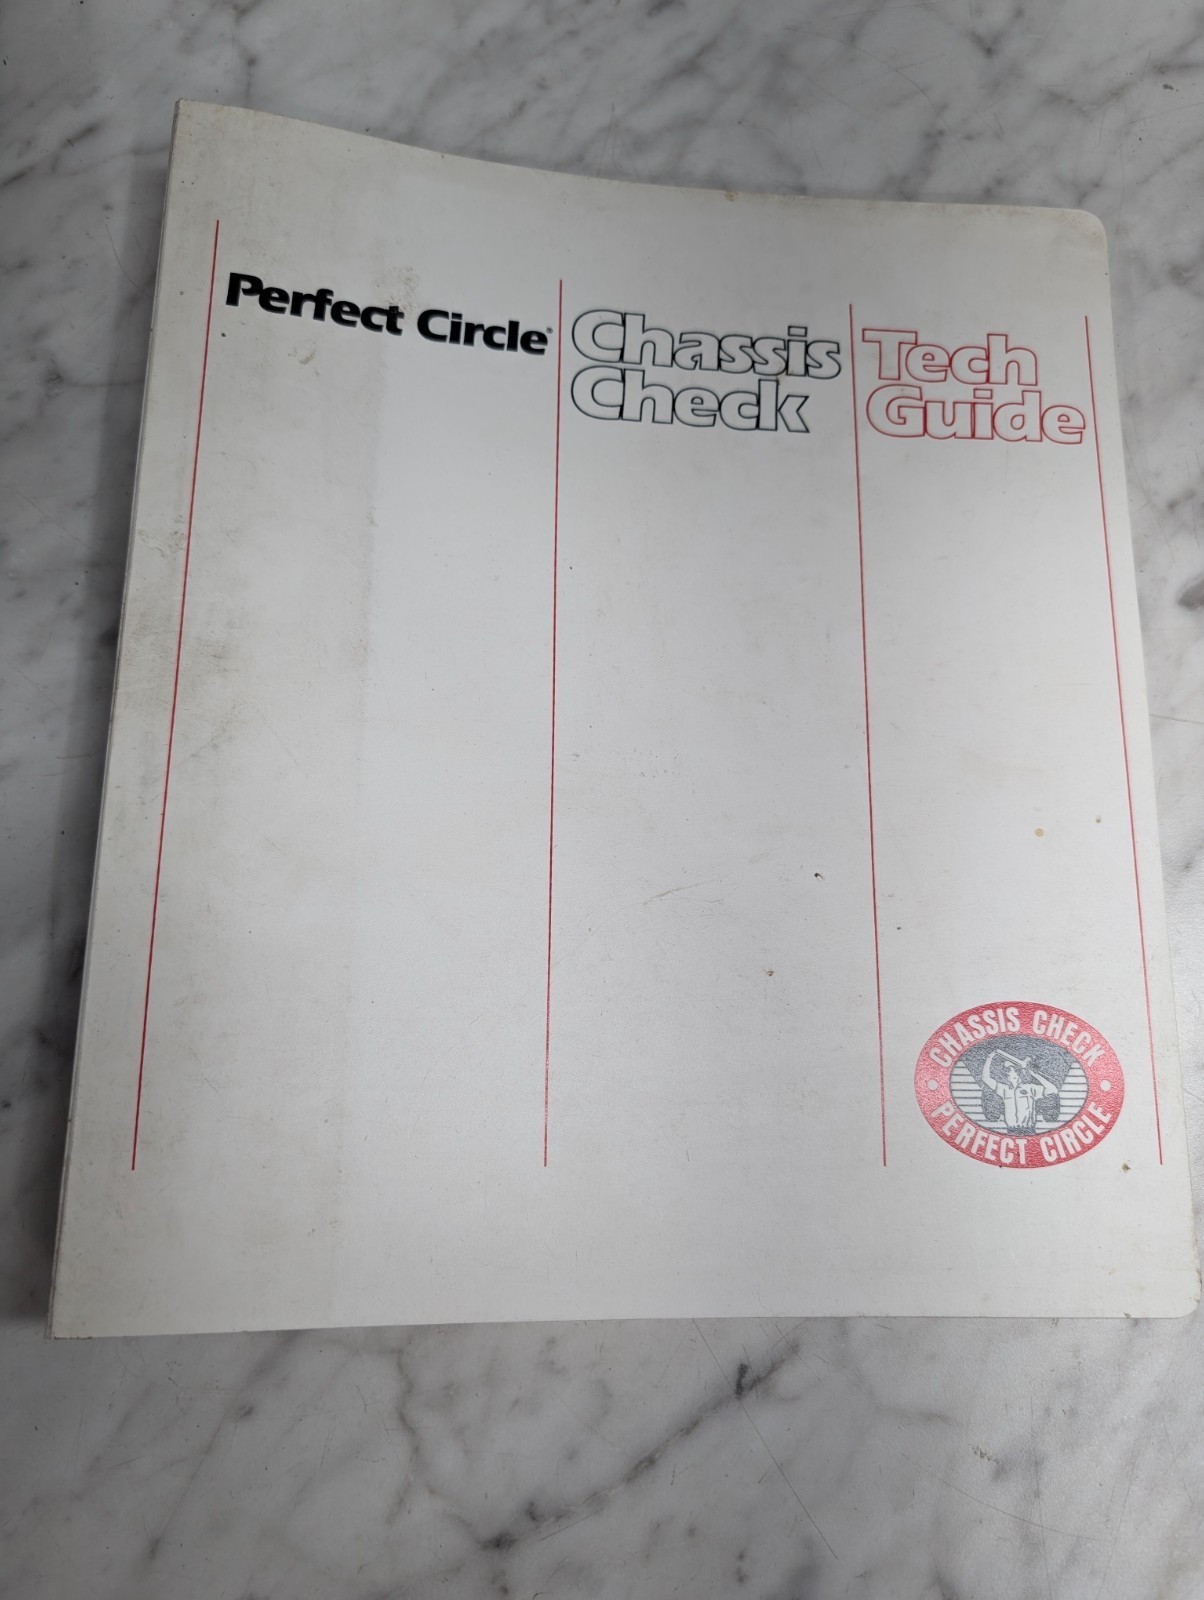 Perfect Circle®
Chassis
Check
Tech
Guide
CHASSIS CHECK
PERFECT CIRCLE